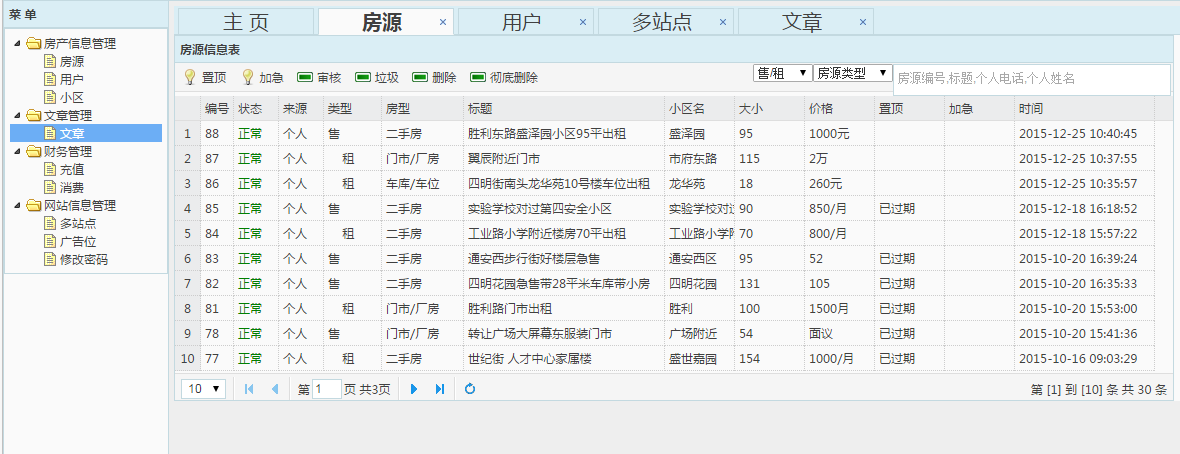 菜 单
房产信息管理
房源
用户
小区
文章管理
文章
财务管理
充值
消费
网站信息管理
多站点
广告位
修改密码
主 页 房源 × 用户 × 多站点 × 文章 ×
房源信息表
置顶 加急 审核 垃圾 删除 彻底删除 售/租 房源类型 房源编号,标题,个人电话,个人姓名
编号 状态 来源 类型 房型 标题 小区名 大小 价格 置顶 加急 时间
1 88 正常 个人 售 二手房 胜利东路盛泽园小区95平出租 盛泽园 95 1000元 2015-12-25 10:40:45
2 87 正常 个人 租 门市/厂房 翼辰附近门市 市府东路 115 2万 2015-12-25 10:37:55
3 86 正常 个人 租 车库/车位 四明街南头龙华苑10号楼车位出租 龙华苑 18 260元 2015-12-25 10:35:57
4 85 正常 个人 售 二手房 实验学校对过第四安全小区 实验学校对过 90 850/月 已过期 2015-12-18 16:18:52
5 84 正常 个人 租 二手房 工业路小学附近楼房70平出租 工业路小学附 70 800/月 2015-12-18 15:57:22
6 83 正常 个人 售 二手房 通安西步行街好楼层急售 通安西区 95 52 已过期 2015-10-20 16:39:24
7 82 正常 个人 售 二手房 四明花园急售带28平米车库带小房 四明花园 131 105 已过期 2015-10-20 16:35:33
8 81 正常 个人 租 门市/厂房 胜利路门市出租 胜利 100 1500月 已过期 2015-10-20 15:53:00
9 78 正常 个人 售 门市/厂房 转让广场大屏幕东服装门市 广场附近 54 面议 已过期 2015-10-20 15:41:36
10 77 正常 个人 租 二手房 世纪街 人才中心家属楼 盛世嘉园 154 1000/月 已过期 2015-10-16 09:03:29
10 第 1 页 共3页 第 [1] 到 [10] 条 共 30 条